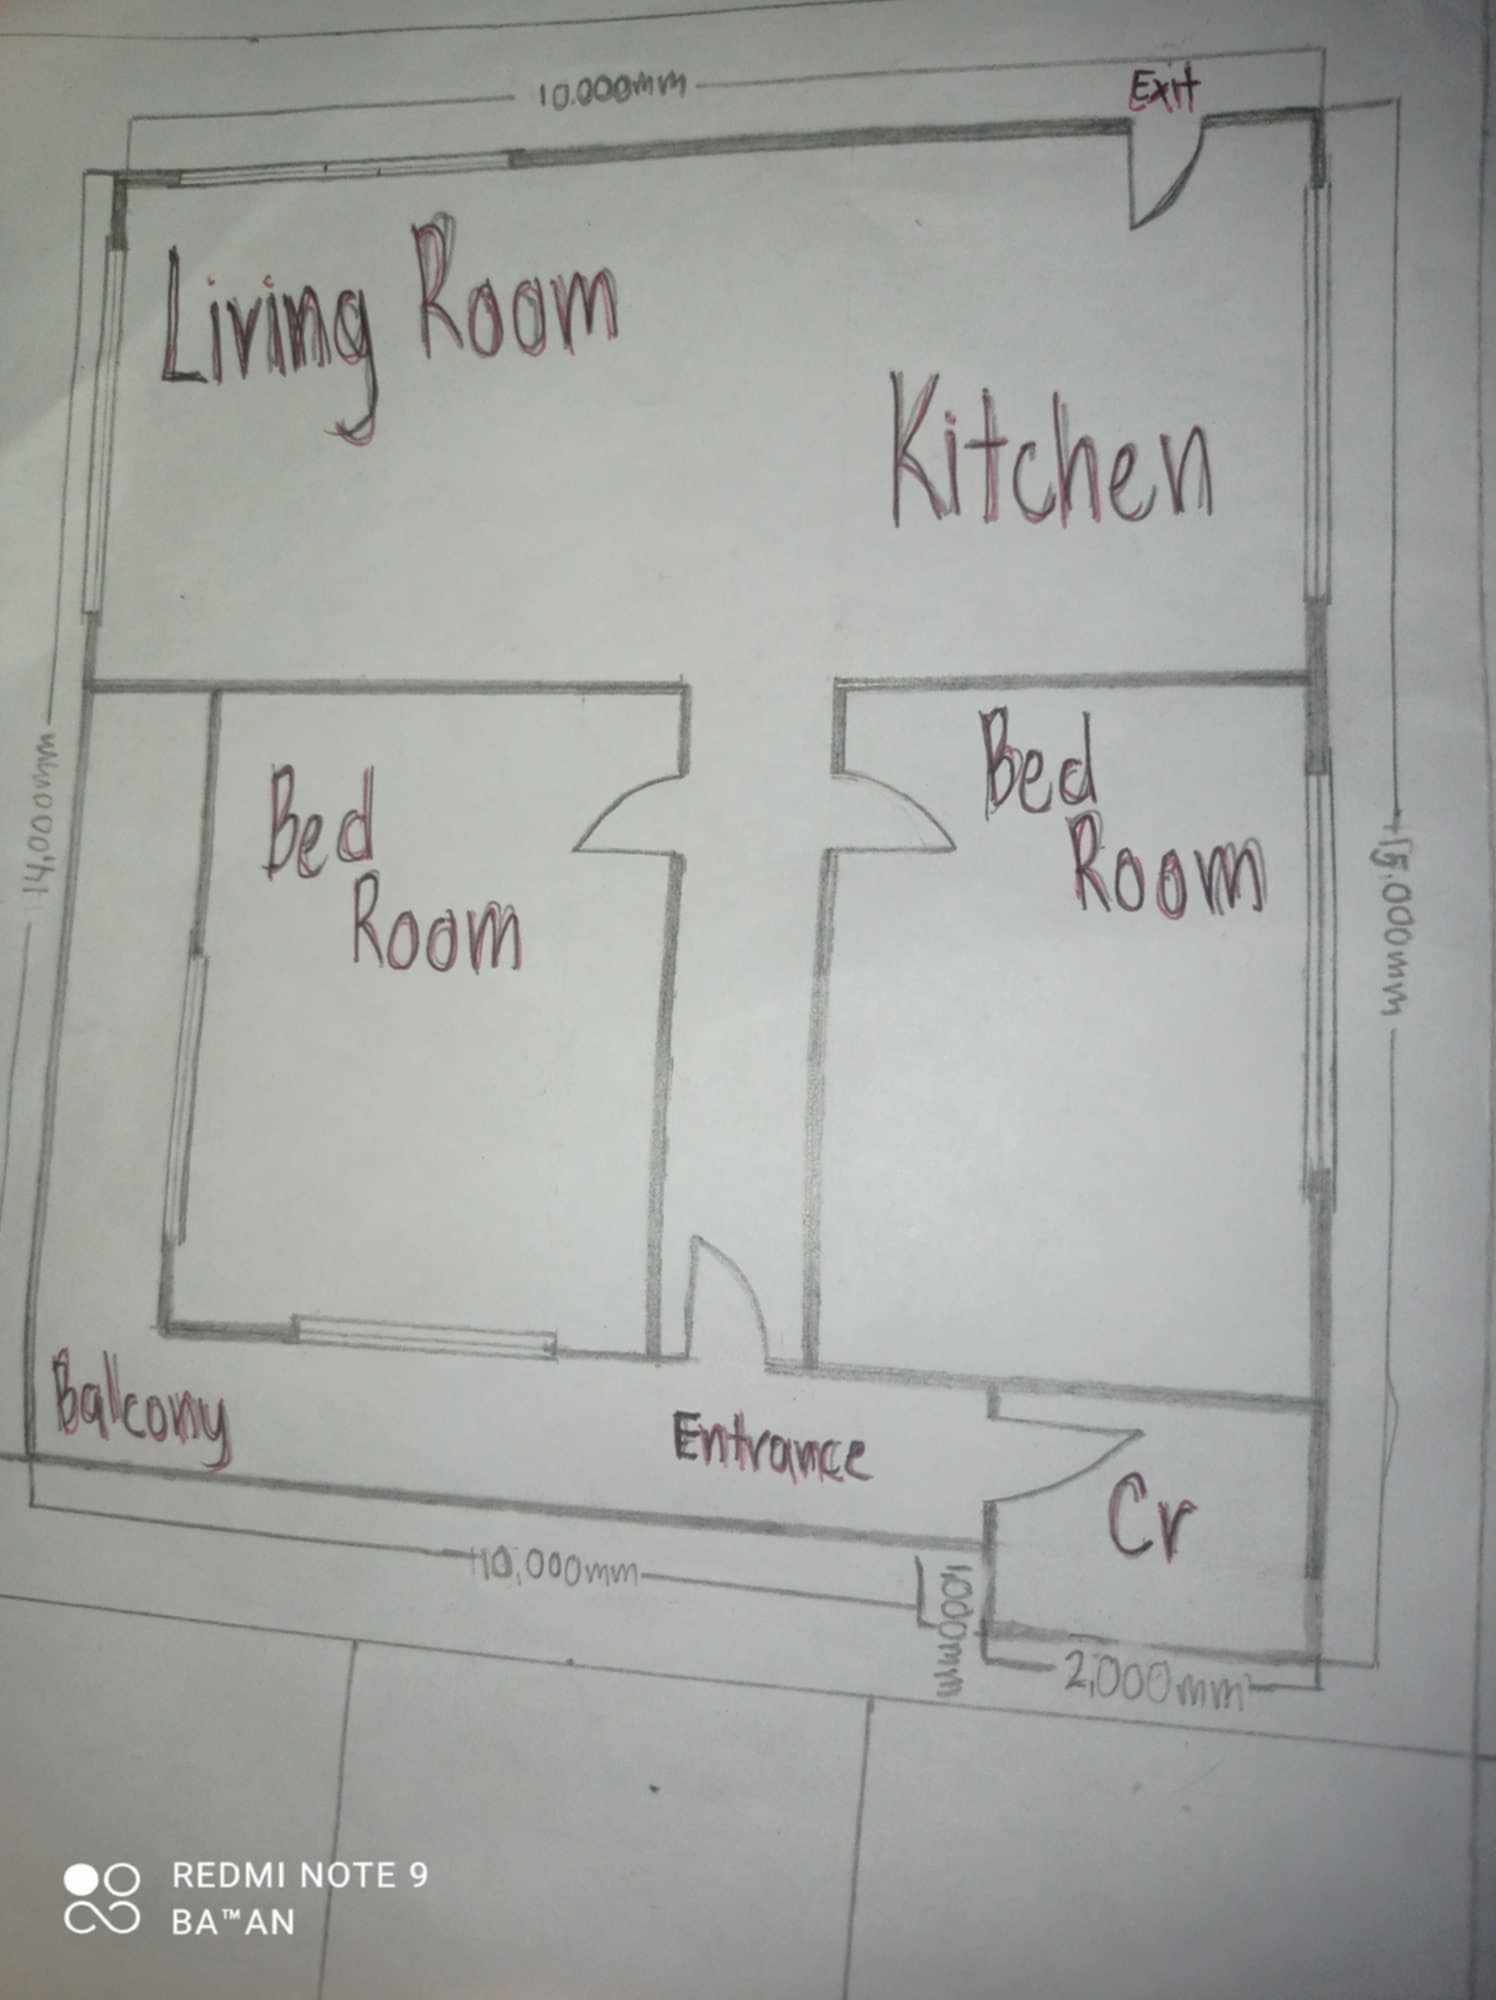 10.000mm
Exit
Living Room
Kitchen
Bed
Room
Bed
Room
14,000mm
15.000mm
Balcony
Entrance
Cr
10,000mm
1000mm
2,000mm
REDMI NOTE 9
BA™AN